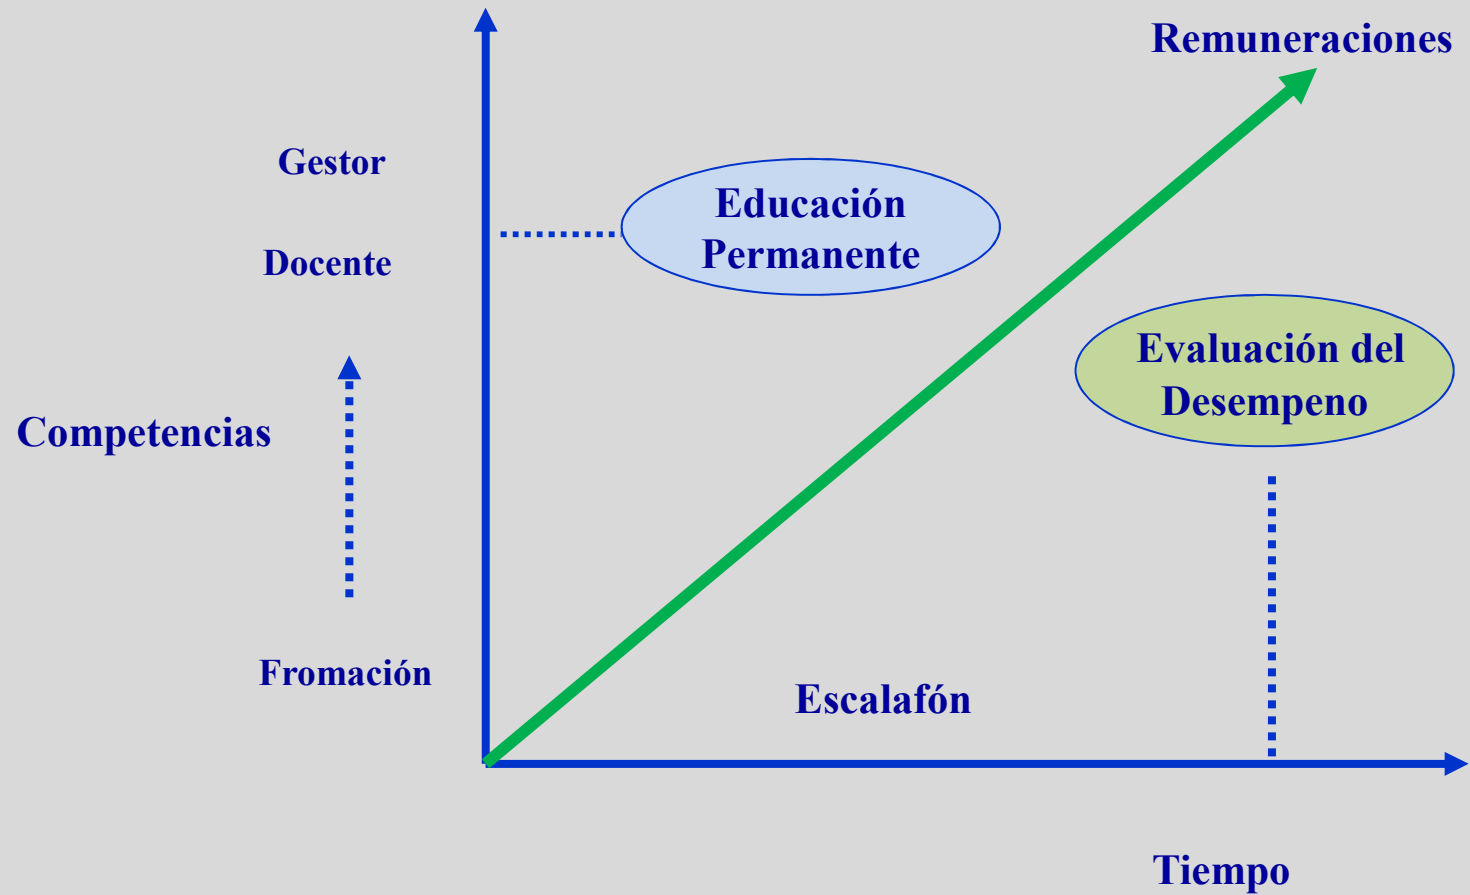 Remuneraciones
Gestor
Educación
Permanente
Docente
Evaluación del
Desempeno
Competencias
Fromación
Escalafón
Tiempo